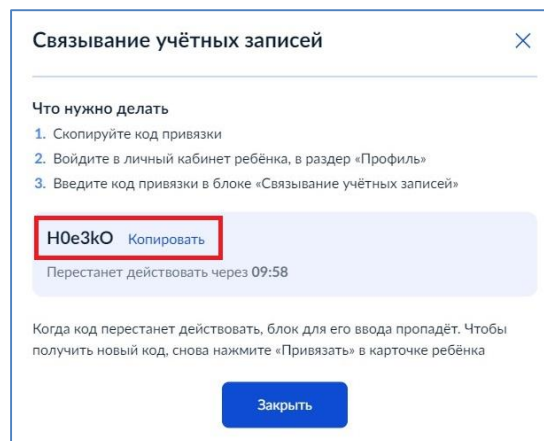 Связывание учётных записей
Что нужно делать
1. Скопируйте код привязки
2. Войдите в личный кабинет ребёнка, в раздер «Профиль»
3. Введите код привязки в блоке «Связывание учётных записей»
H0e3kO Копировать
Перестанет действовать через 09:58
Когда код перестанет действовать, блок для его ввода пропадёт. Чтобы
получить новый код, снова нажмите «Привязать» в карточке ребёнка
Закрыть